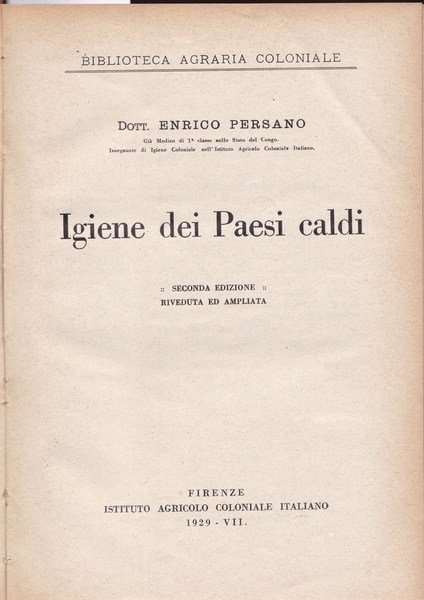 BIBLIOTECA AGRARIA COLONIALE
DOTT. ENRICO PERSANO
Già Medico di 1ª classe nello Stato del Congo.
Insegnante di Igiene Coloniale nell'Istituto Agricolo Coloniale Italiano.
Igiene dei Paesi caldi
:: SECONDA EDIZIONE ::
RIVEDUTA ED AMPLIATA
FIRENZE
ISTITUTO AGRICOLO COLONIALE ITALIANO
1929 - VII.